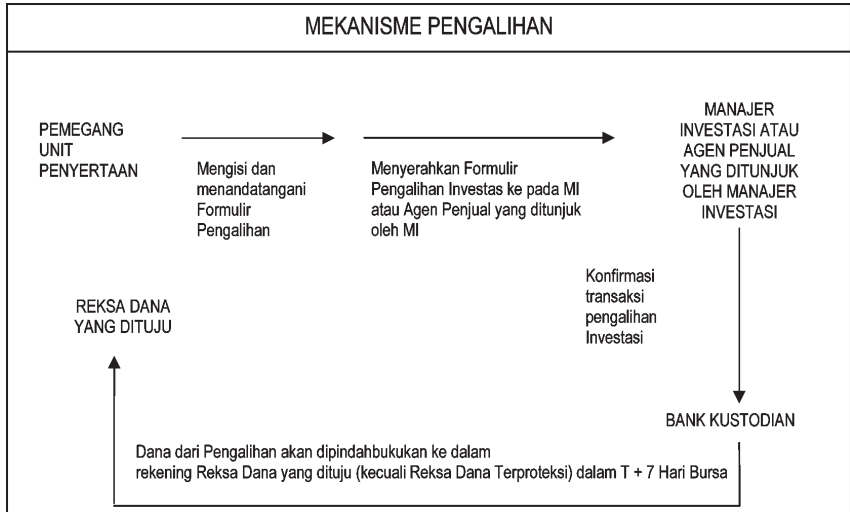 MEKANISME PENGALIHAN
PEMEGANG
UNIT
PENYERTAAN
Mengisi dan
menandatangani
Formulir
Pengalihan
Menyerahkan Formulir
Pengalihan Investas ke pada MI
atau Agen Penjual yang ditunjuk
oleh MI
MANAJER
INVESTASI ATAU
AGEN PENJUAL
YANG DITUNJUK
OLEH MANAJER
INVESTASI
Konfirmasi
transaksi
pengalihan
Investasi
REKSA DANA
YANG DITUJU
BANK KUSTODIAN
Dana dari Pengalihan akan dipindahbukukan ke dalam
rekening Reksa Dana yang dituju (kecuali Reksa Dana Terproteksi) dalam T + 7 Hari Bursa